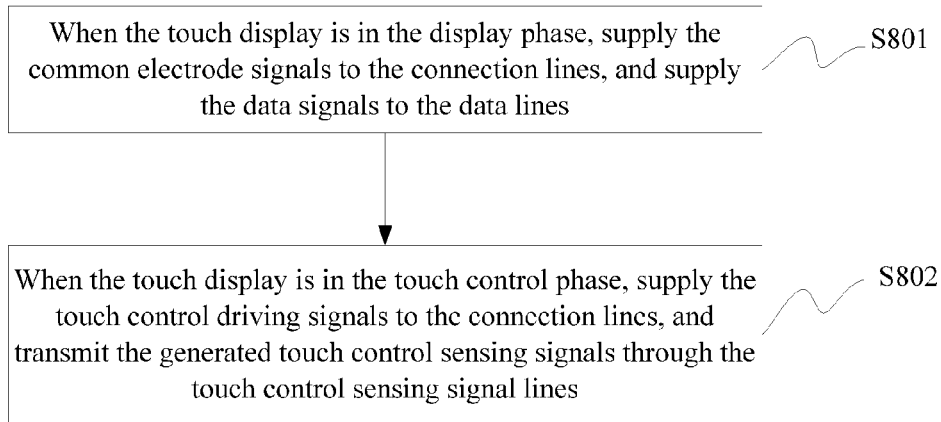 When the touch display is in the display phase, supply the
common electrode signals to the connection lines, and supply
the data signals to the data lines
S801
When the touch display is in the touch control phase, supply the
touch control driving signals to the connection lines, and
transmit the generated touch control sensing signals through the
touch control sensing signal lines
S802